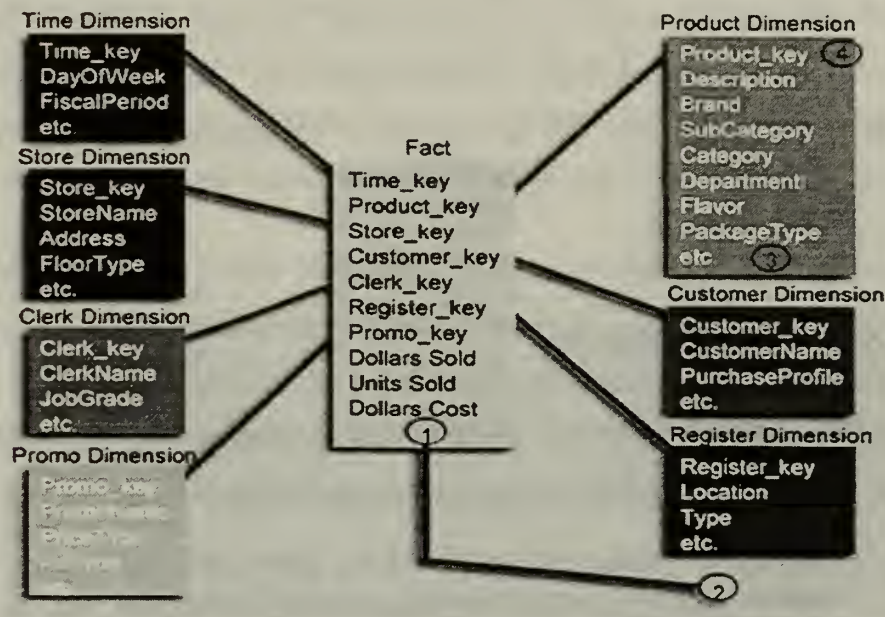 Time Dimension
Time_key
DayOfWeek
FiscalPeriod
etc.
Store Dimension
Store_key
StoreName
Address
FloorType
etc.
Clerk Dimension
Clerk_key
ClerkName
JobGrade
etc.
Promo Dimension
Fact
Time_key
Product_key
Store_key
Customer_key
Clerk_key
Register_key
Promo_key
Dollars Sold
Units Sold
Dollars Cost
1
2
Product Dimension
Product_key 4
Description
Brand
SubCategory
Category
Department
Flavor
PackageType
etc. 3
Customer Dimension
Customer_key
CustomerName
PurchaseProfile
etc.
Register Dimension
Register_key
Location
Type
etc.